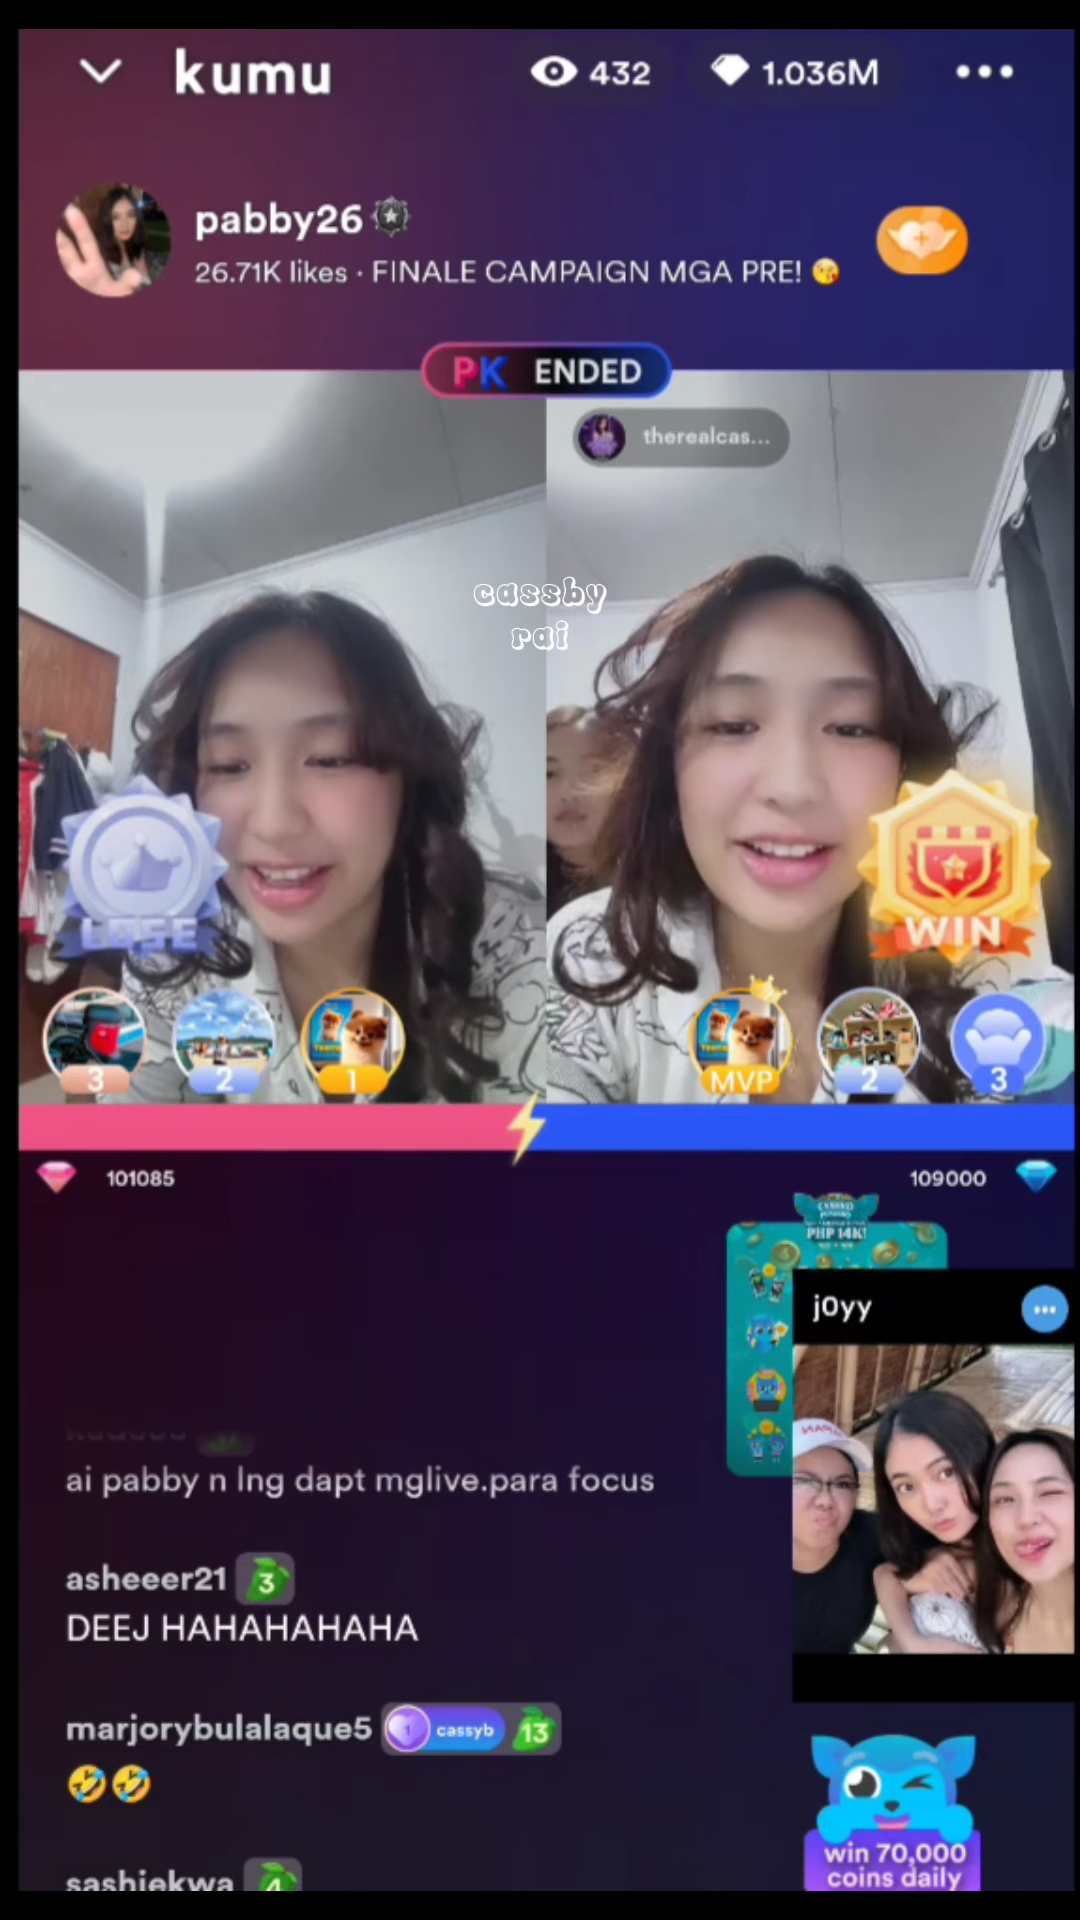 kumu
432
1.036M
pabby26
26.71K likes · FINALE CAMPAIGN MGA PRE! 😘
PK ENDED
therealcas...
cassby
rai
LOSE
WIN
3
2
1
MVP
2
3
101085
109000
PHP 14K!
j0yy
ai pabby n lng dapt mglive.para focus
asheeer21 3
DEEJ HAHAHAHAHA
marjorybulalaque5 1 cassyb 13
🤣🤣
sashiekwa 4
win 70,000
coins daily